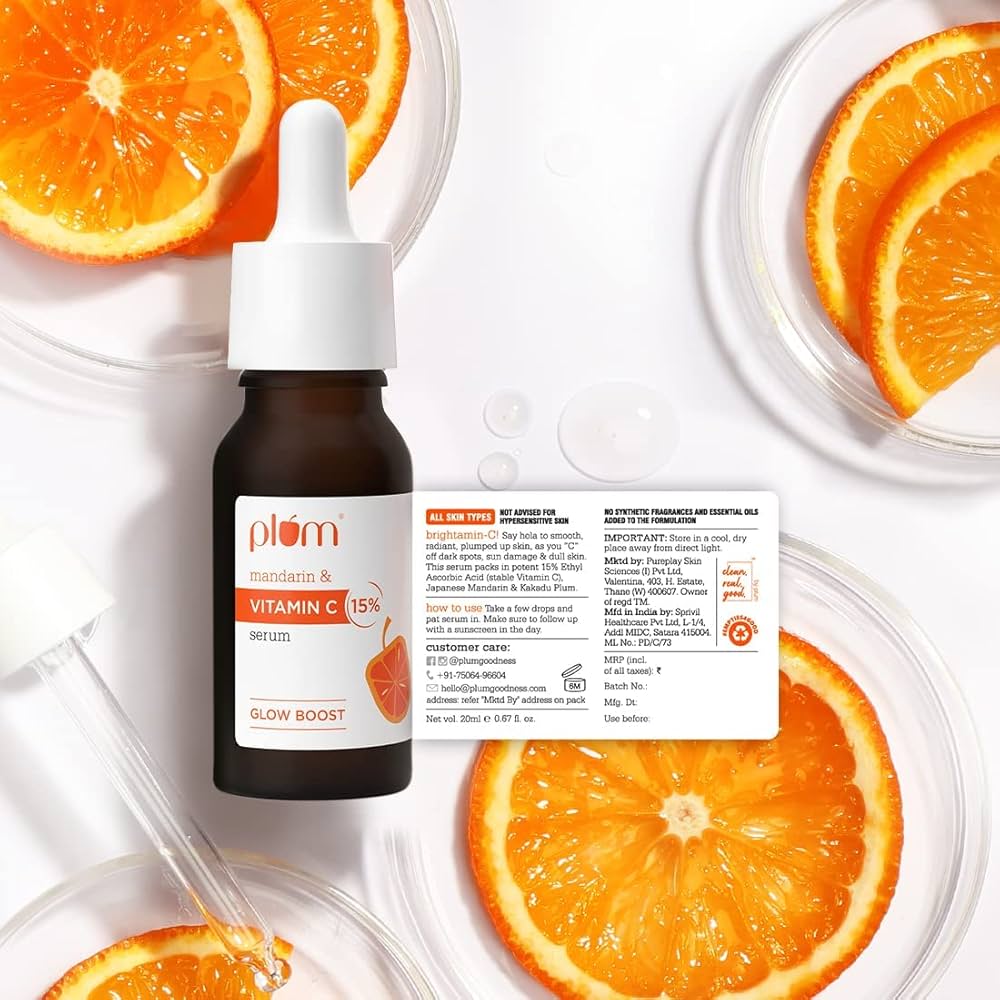 plum®
mandarin &
VITAMIN C 15%
serum
GLOW BOOST
ALL SKIN TYPES NOT ADVISED FOR
HYPERSENSITIVE SKIN
brightamin-C! Say hola to smooth,
radiant, plumped up skin, as you "C"
off dark spots, sun damage & dull skin.
This serum packs in potent 15% Ethyl
Ascorbic Acid (stable Vitamin C),
Japanese Mandarin & Kakadu Plum.
how to use Take a few drops and
pat serum in. Make sure to follow up
with a sunscreen in the day.
customer care:
@plumgoodness
+91-75064-96604
hello@plumgoodness.com
address: refer "Mktd By" address on pack
6M
Net vol. 20ml e 0.67 fl. oz.
NO SYNTHETIC FRAGRANCES AND ESSENTIAL OILS
ADDED TO THE FORMULATION
IMPORTANT: Store in a cool, dry
place away from direct light.
Mktd by: Pureplay Skin
Sciences (I) Pvt Ltd,
Valentina, 403, H. Estate,
Thane (W) 400607. Owner
of regd TM.
Mfd in India by: Sprivil
Healthcare Pvt Ltd, L-1/4,
Addl MIDC, Satara 415004.
ML No.: PD/C/73
clean.
real.
good.
by plum
#EMPTIES4GOOD
MRP (incl.
of all taxes): ₹
Batch No.:
Mfg. Dt:
Use before: